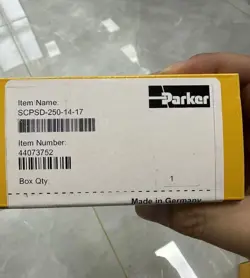 Parker
Item Name:
SCPSD-250-14-17
Item Number:
44073752
Box Qty:
1
Made in Germany